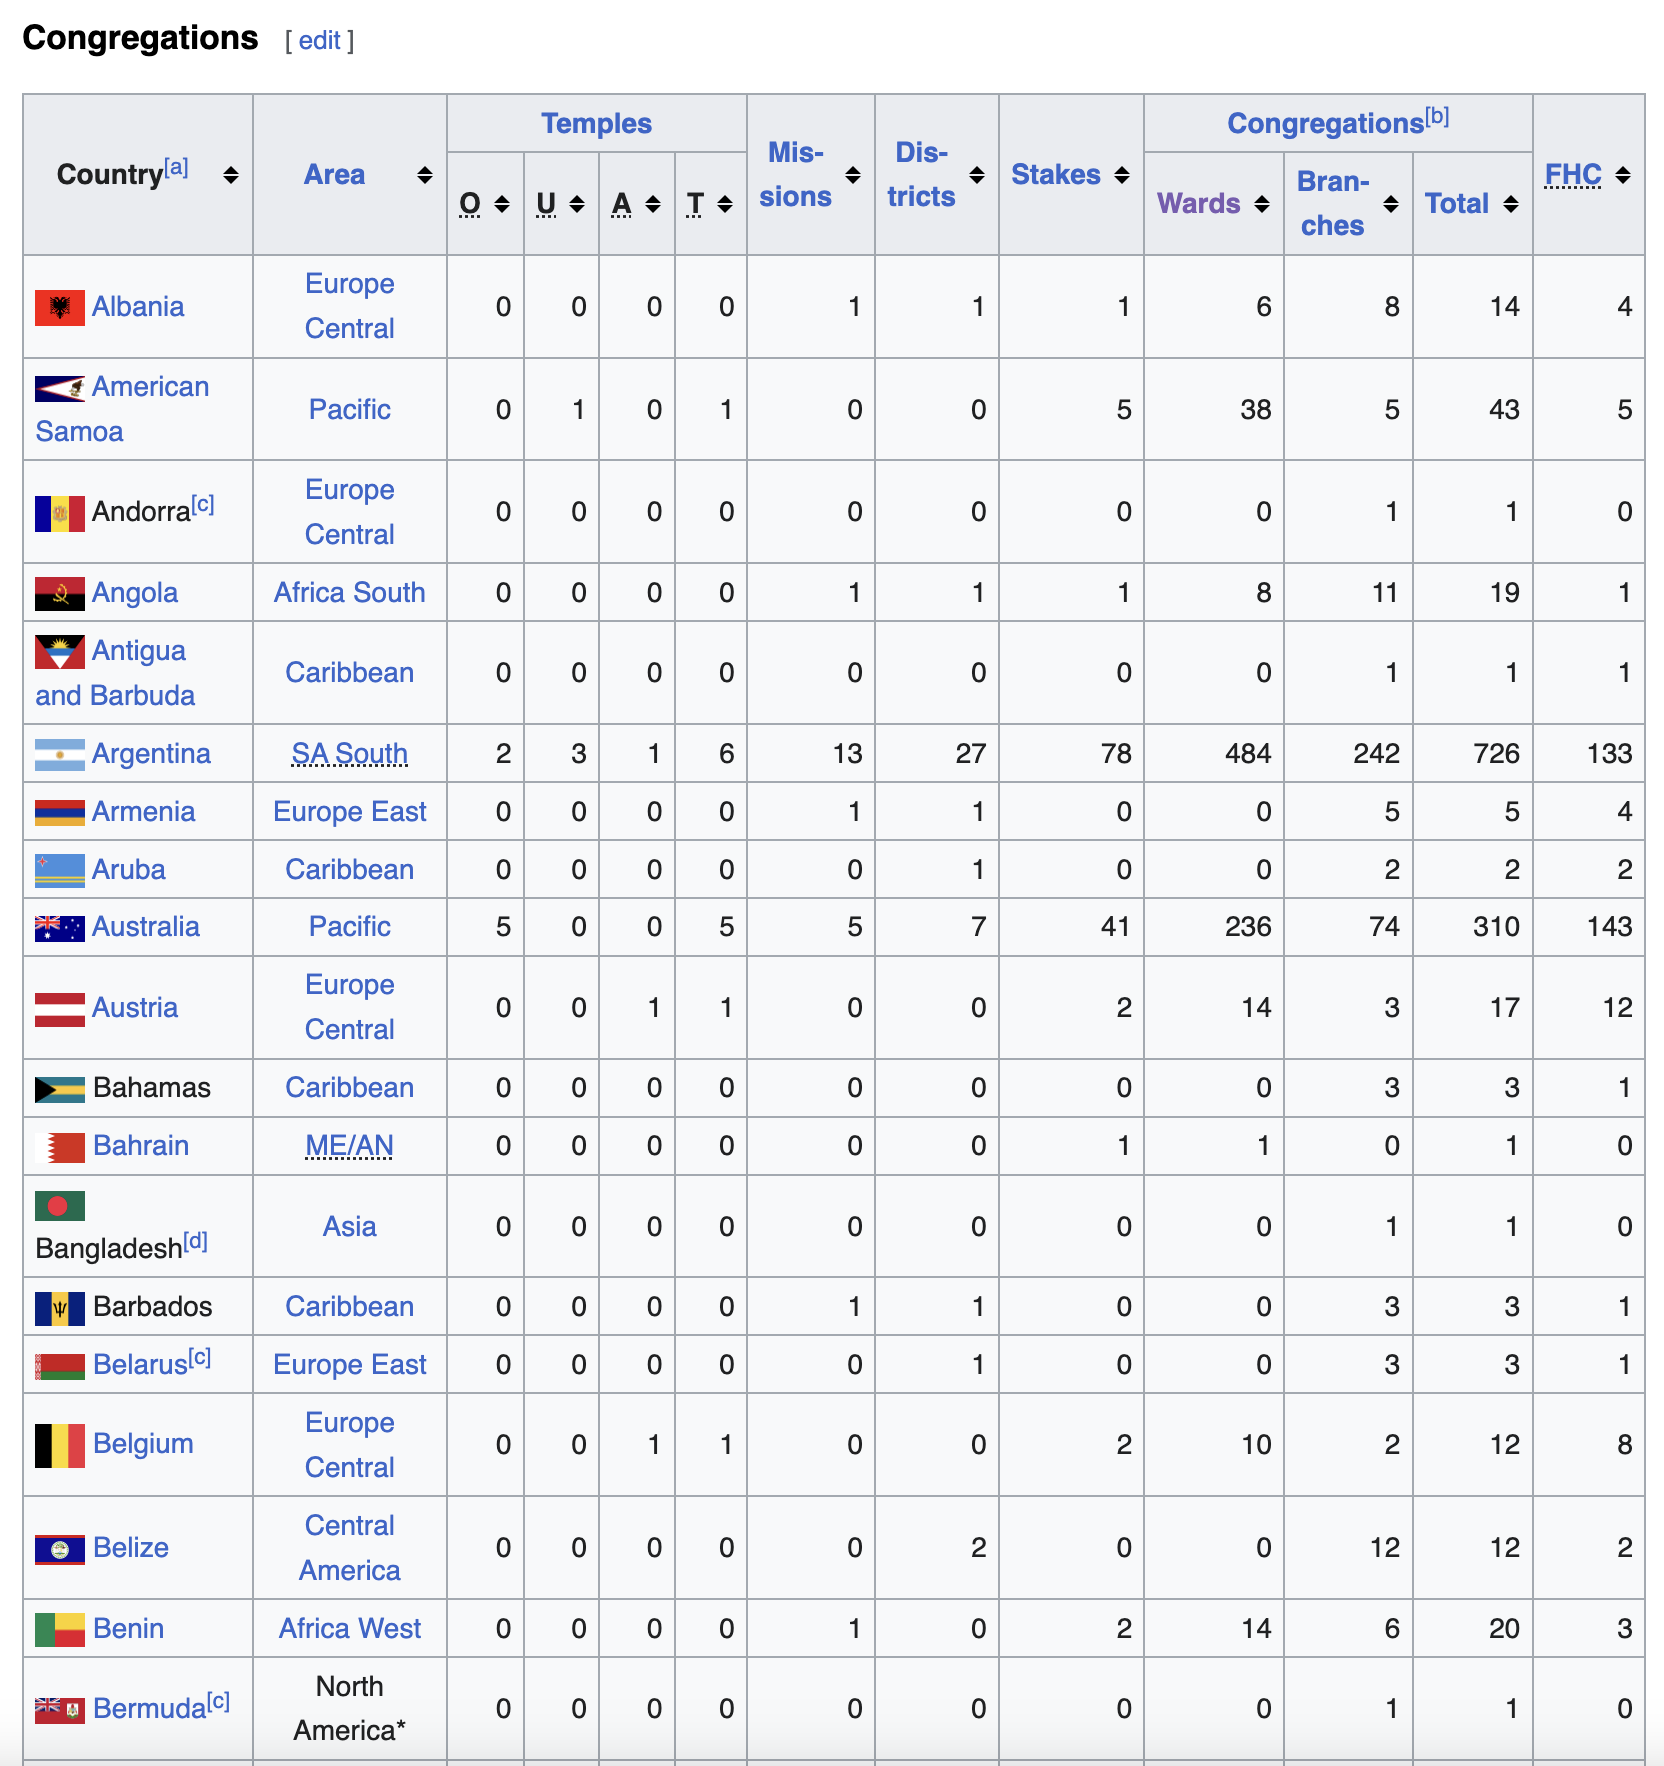 Congregations [ edit ]
Country[a] Area Temples Mis-sions Dis-tricts Stakes Congregations[b] FHC
O U A T Wards Bran-ches Total
Albania Europe Central 0 0 0 0 1 1 1 6 8 14 4
American Samoa Pacific 0 1 0 1 0 0 5 38 5 43 5
Andorra[c] Europe Central 0 0 0 0 0 0 0 0 1 1 0
Angola Africa South 0 0 0 0 1 1 1 8 11 19 1
Antigua and Barbuda Caribbean 0 0 0 0 0 0 0 0 1 1 1
Argentina SA South 2 3 1 6 13 27 78 484 242 726 133
Armenia Europe East 0 0 0 0 1 1 0 0 5 5 4
Aruba Caribbean 0 0 0 0 0 1 0 0 2 2 2
Australia Pacific 5 0 0 5 5 7 41 236 74 310 143
Austria Europe Central 0 0 1 1 0 0 2 14 3 17 12
Bahamas Caribbean 0 0 0 0 0 0 0 0 3 3 1
Bahrain ME/AN 0 0 0 0 0 0 1 1 0 1 0
Bangladesh[d] Asia 0 0 0 0 0 0 0 0 1 1 0
Barbados Caribbean 0 0 0 0 1 1 0 0 3 3 1
Belarus[c] Europe East 0 0 0 0 0 1 0 0 3 3 1
Belgium Europe Central 0 0 1 1 0 0 2 10 2 12 8
Belize Central America 0 0 0 0 0 2 0 0 12 12 2
Benin Africa West 0 0 0 0 1 0 2 14 6 20 3
Bermuda[c] North America* 0 0 0 0 0 0 0 0 1 1 0